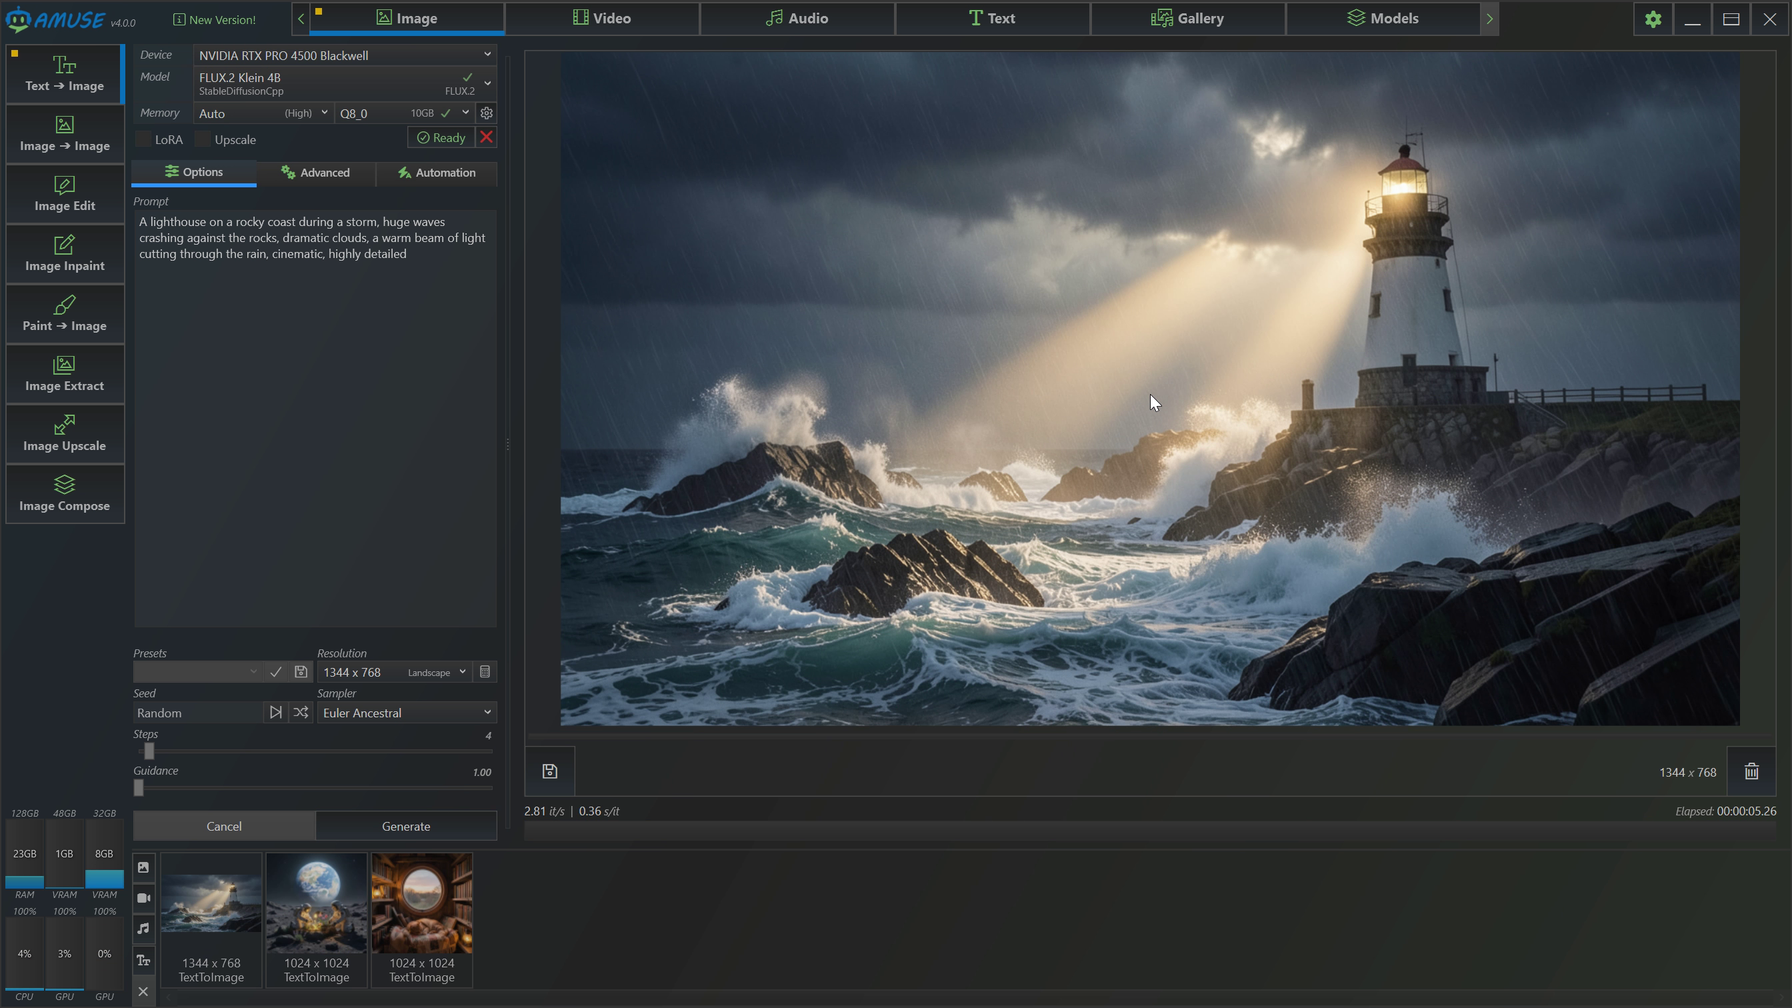 AMUSE v4.0.0
New Version!
Image
Video
Audio
Text
Gallery
Models
Text → Image
Image → Image
Image Edit
Image Inpaint
Paint → Image
Image Extract
Image Upscale
Image Compose
Device
NVIDIA RTX PRO 4500 Blackwell
Model
FLUX.2 Klein 4B
StableDiffusionCpp
FLUX.2
Memory
Auto (High)
Q8_0 10GB
LoRA
Upscale
Ready
Options
Advanced
Automation
Prompt
A lighthouse on a rocky coast during a storm, huge waves
crashing against the rocks, dramatic clouds, a warm beam of light
cutting through the rain, cinematic, highly detailed
Presets
Resolution
1344 x 768 Landscape
Seed
Sampler
Random
Euler Ancestral
Steps
4
Guidance
1.00
Cancel
Generate
1344 x 768
2.81 it/s | 0.36 s/it
Elapsed: 00:00:05.26
128GB 48GB 32GB
23GB 1GB 8GB
RAM VRAM VRAM
100% 100% 100%
4% 3% 0%
CPU GPU GPU
1344 x 768
TextToImage
1024 x 1024
TextToImage
1024 x 1024
TextToImage